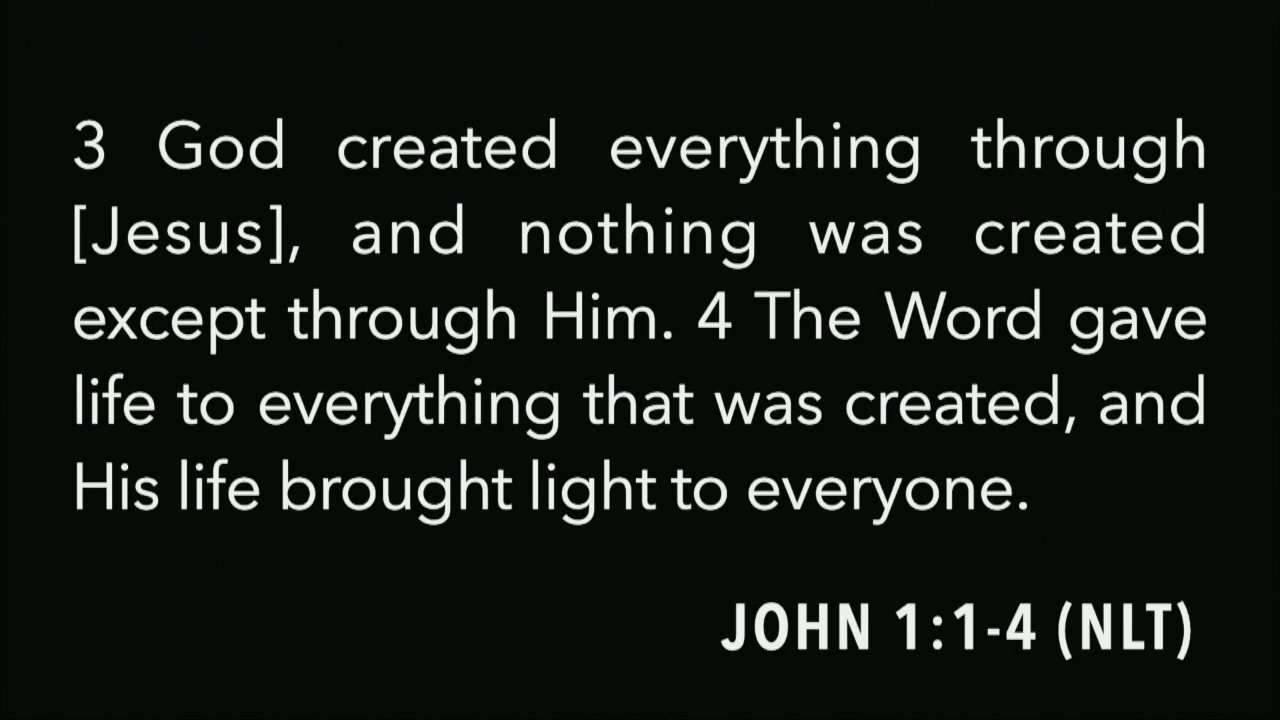 3 God created everything through
[Jesus], and nothing was created
except through Him. 4 The Word gave
life to everything that was created, and
His life brought light to everyone.
JOHN 1:1-4 (NLT)